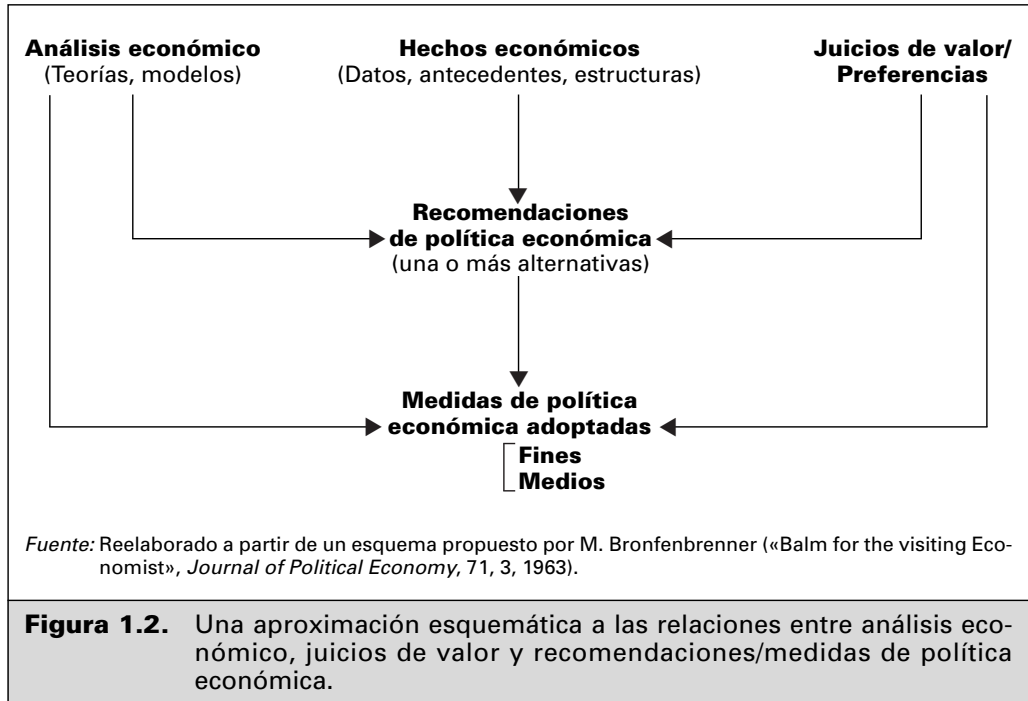 Análisis económico
(Teorías, modelos)
Hechos económicos
(Datos, antecedentes, estructuras)
Juicios de valor/
Preferencias
Recomendaciones
de política económica
(una o más alternativas)
Medidas de política
económica adoptadas
Fines
Medios
Fuente: Reelaborado a partir de un esquema propuesto por M. Bronfenbrenner («Balm for the visiting Eco-
nomist», Journal of Political Economy, 71, 3, 1963).
Figura 1.2. Una aproximación esquemática a las relaciones entre análisis eco-
nómico, juicios de valor y recomendaciones/medidas de política
económica.